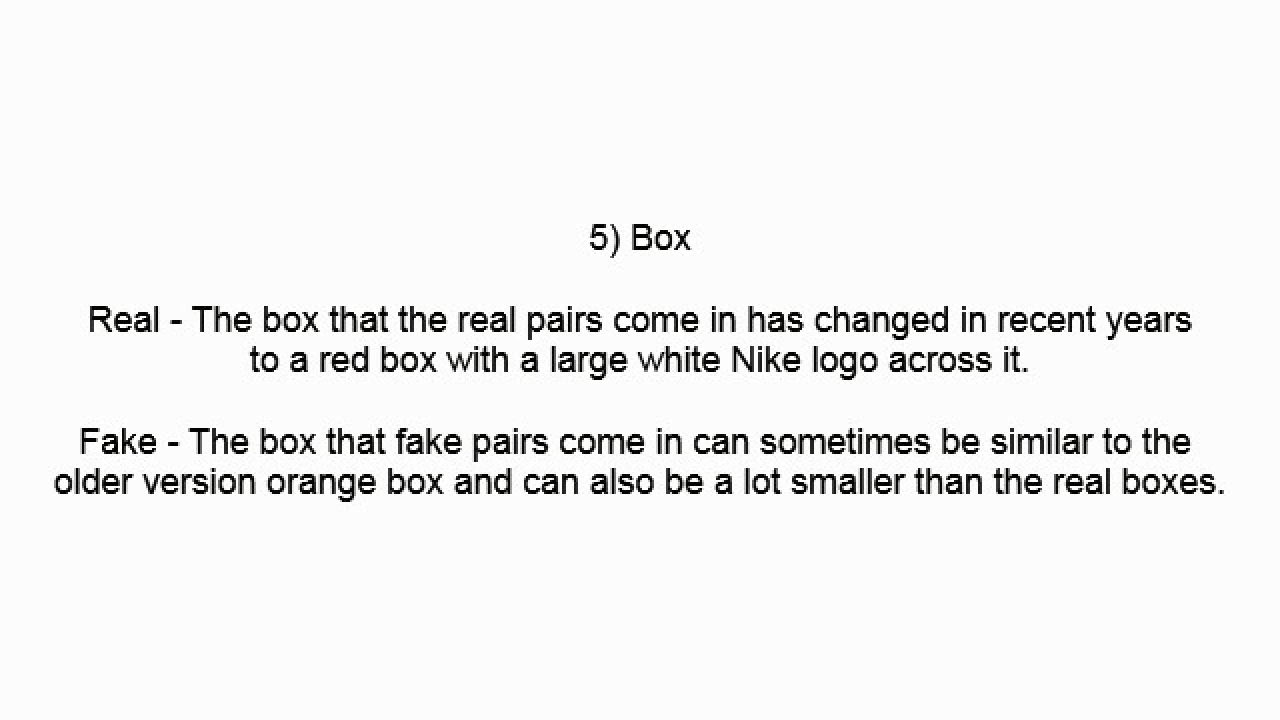 5) Box
Real - The box that the real pairs come in has changed in recent years
to a red box with a large white Nike logo across it.
Fake - The box that fake pairs come in can sometimes be similar to the
older version orange box and can also be a lot smaller than the real boxes.